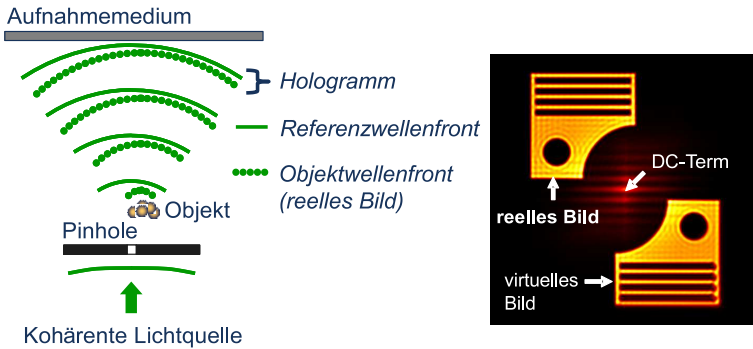 Aufnahmemedium
Hologramm
Referenzwellenfront
Objektwellenfront
(reelles Bild)
Objekt
Pinhole
Kohärente Lichtquelle
DC-Term
reelles Bild
virtuelles
Bild